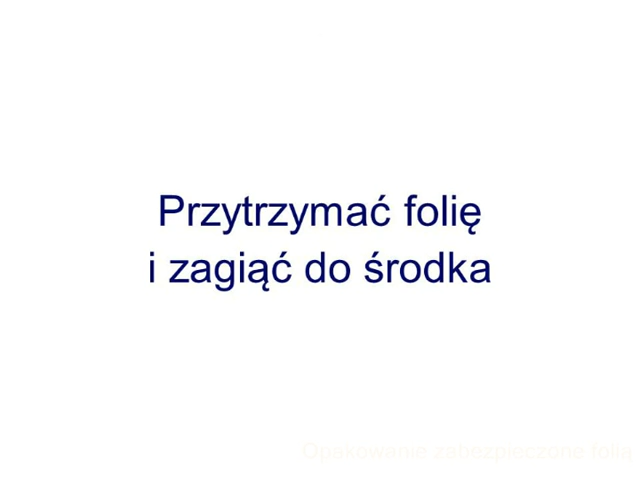 Przytrzymać folię
i zagiąć do środka
Opakowanie zabezpieczone folią